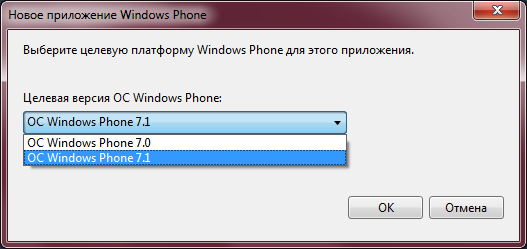 Новое приложение Windows Phone
Выберите целевую платформу Windows Phone для этого приложения.
Целевая версия ОС Windows Phone:
ОС Windows Phone 7.1
ОС Windows Phone 7.0
ОС Windows Phone 7.1
ОК
Отмена